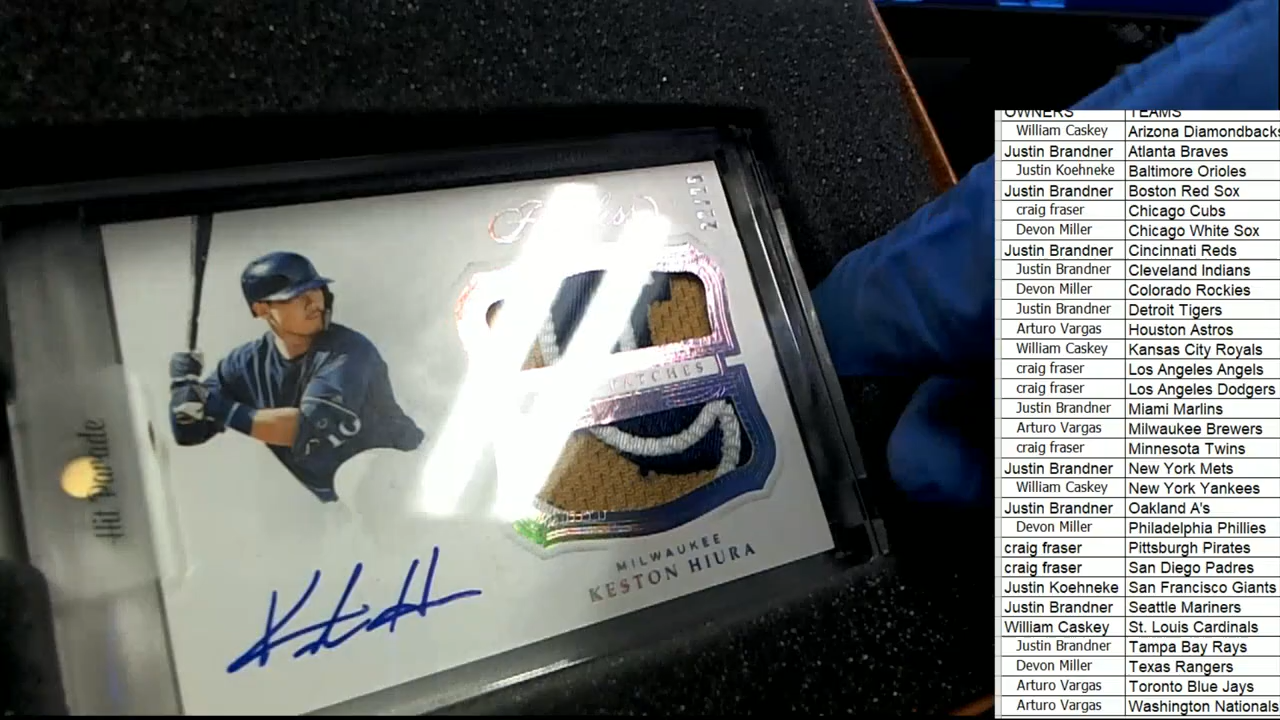 Hit Parade
PATCHES
10
MILWAUKEE
KESTON HIURA
OWNERS TEAMS
William Caskey Arizona Diamondbacks
Justin Brandner Atlanta Braves
Justin Koehneke Baltimore Orioles
Justin Brandner Boston Red Sox
craig fraser Chicago Cubs
Devon Miller Chicago White Sox
Justin Brandner Cincinnati Reds
Justin Brandner Cleveland Indians
Devon Miller Colorado Rockies
Justin Brandner Detroit Tigers
Arturo Vargas Houston Astros
William Caskey Kansas City Royals
craig fraser Los Angeles Angels
craig fraser Los Angeles Dodgers
Justin Brandner Miami Marlins
Arturo Vargas Milwaukee Brewers
craig fraser Minnesota Twins
Justin Brandner New York Mets
William Caskey New York Yankees
Justin Brandner Oakland A's
Devon Miller Philadelphia Phillies
craig fraser Pittsburgh Pirates
craig fraser San Diego Padres
Justin Koehneke San Francisco Giants
Justin Brandner Seattle Mariners
William Caskey St. Louis Cardinals
Justin Brandner Tampa Bay Rays
Devon Miller Texas Rangers
Arturo Vargas Toronto Blue Jays
Arturo Vargas Washington Nationals